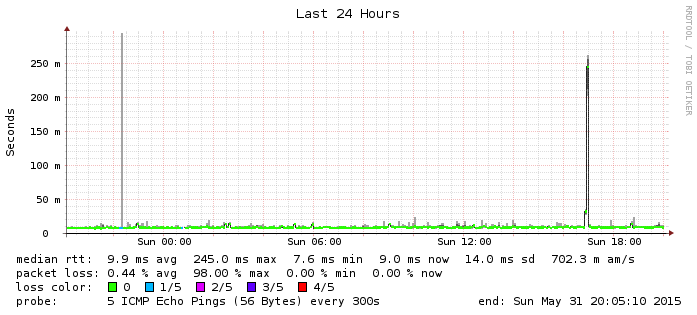 Last 24 Hours
RRDTOOL / TOBI OETIKER
Seconds
250 m
200 m
150 m
100 m
50 m
0
Sun 00:00 Sun 06:00 Sun 12:00 Sun 18:00
median rtt: 9.9 ms avg 245.0 ms max 7.6 ms min 9.0 ms now 14.0 ms sd 702.3 m am/s
packet loss: 0.44 % avg 98.00 % max 0.00 % min 0.00 % now
loss color: 0 1/5 2/5 3/5 4/5
probe: 5 ICMP Echo Pings (56 Bytes) every 300s end: Sun May 31 20:05:10 2015